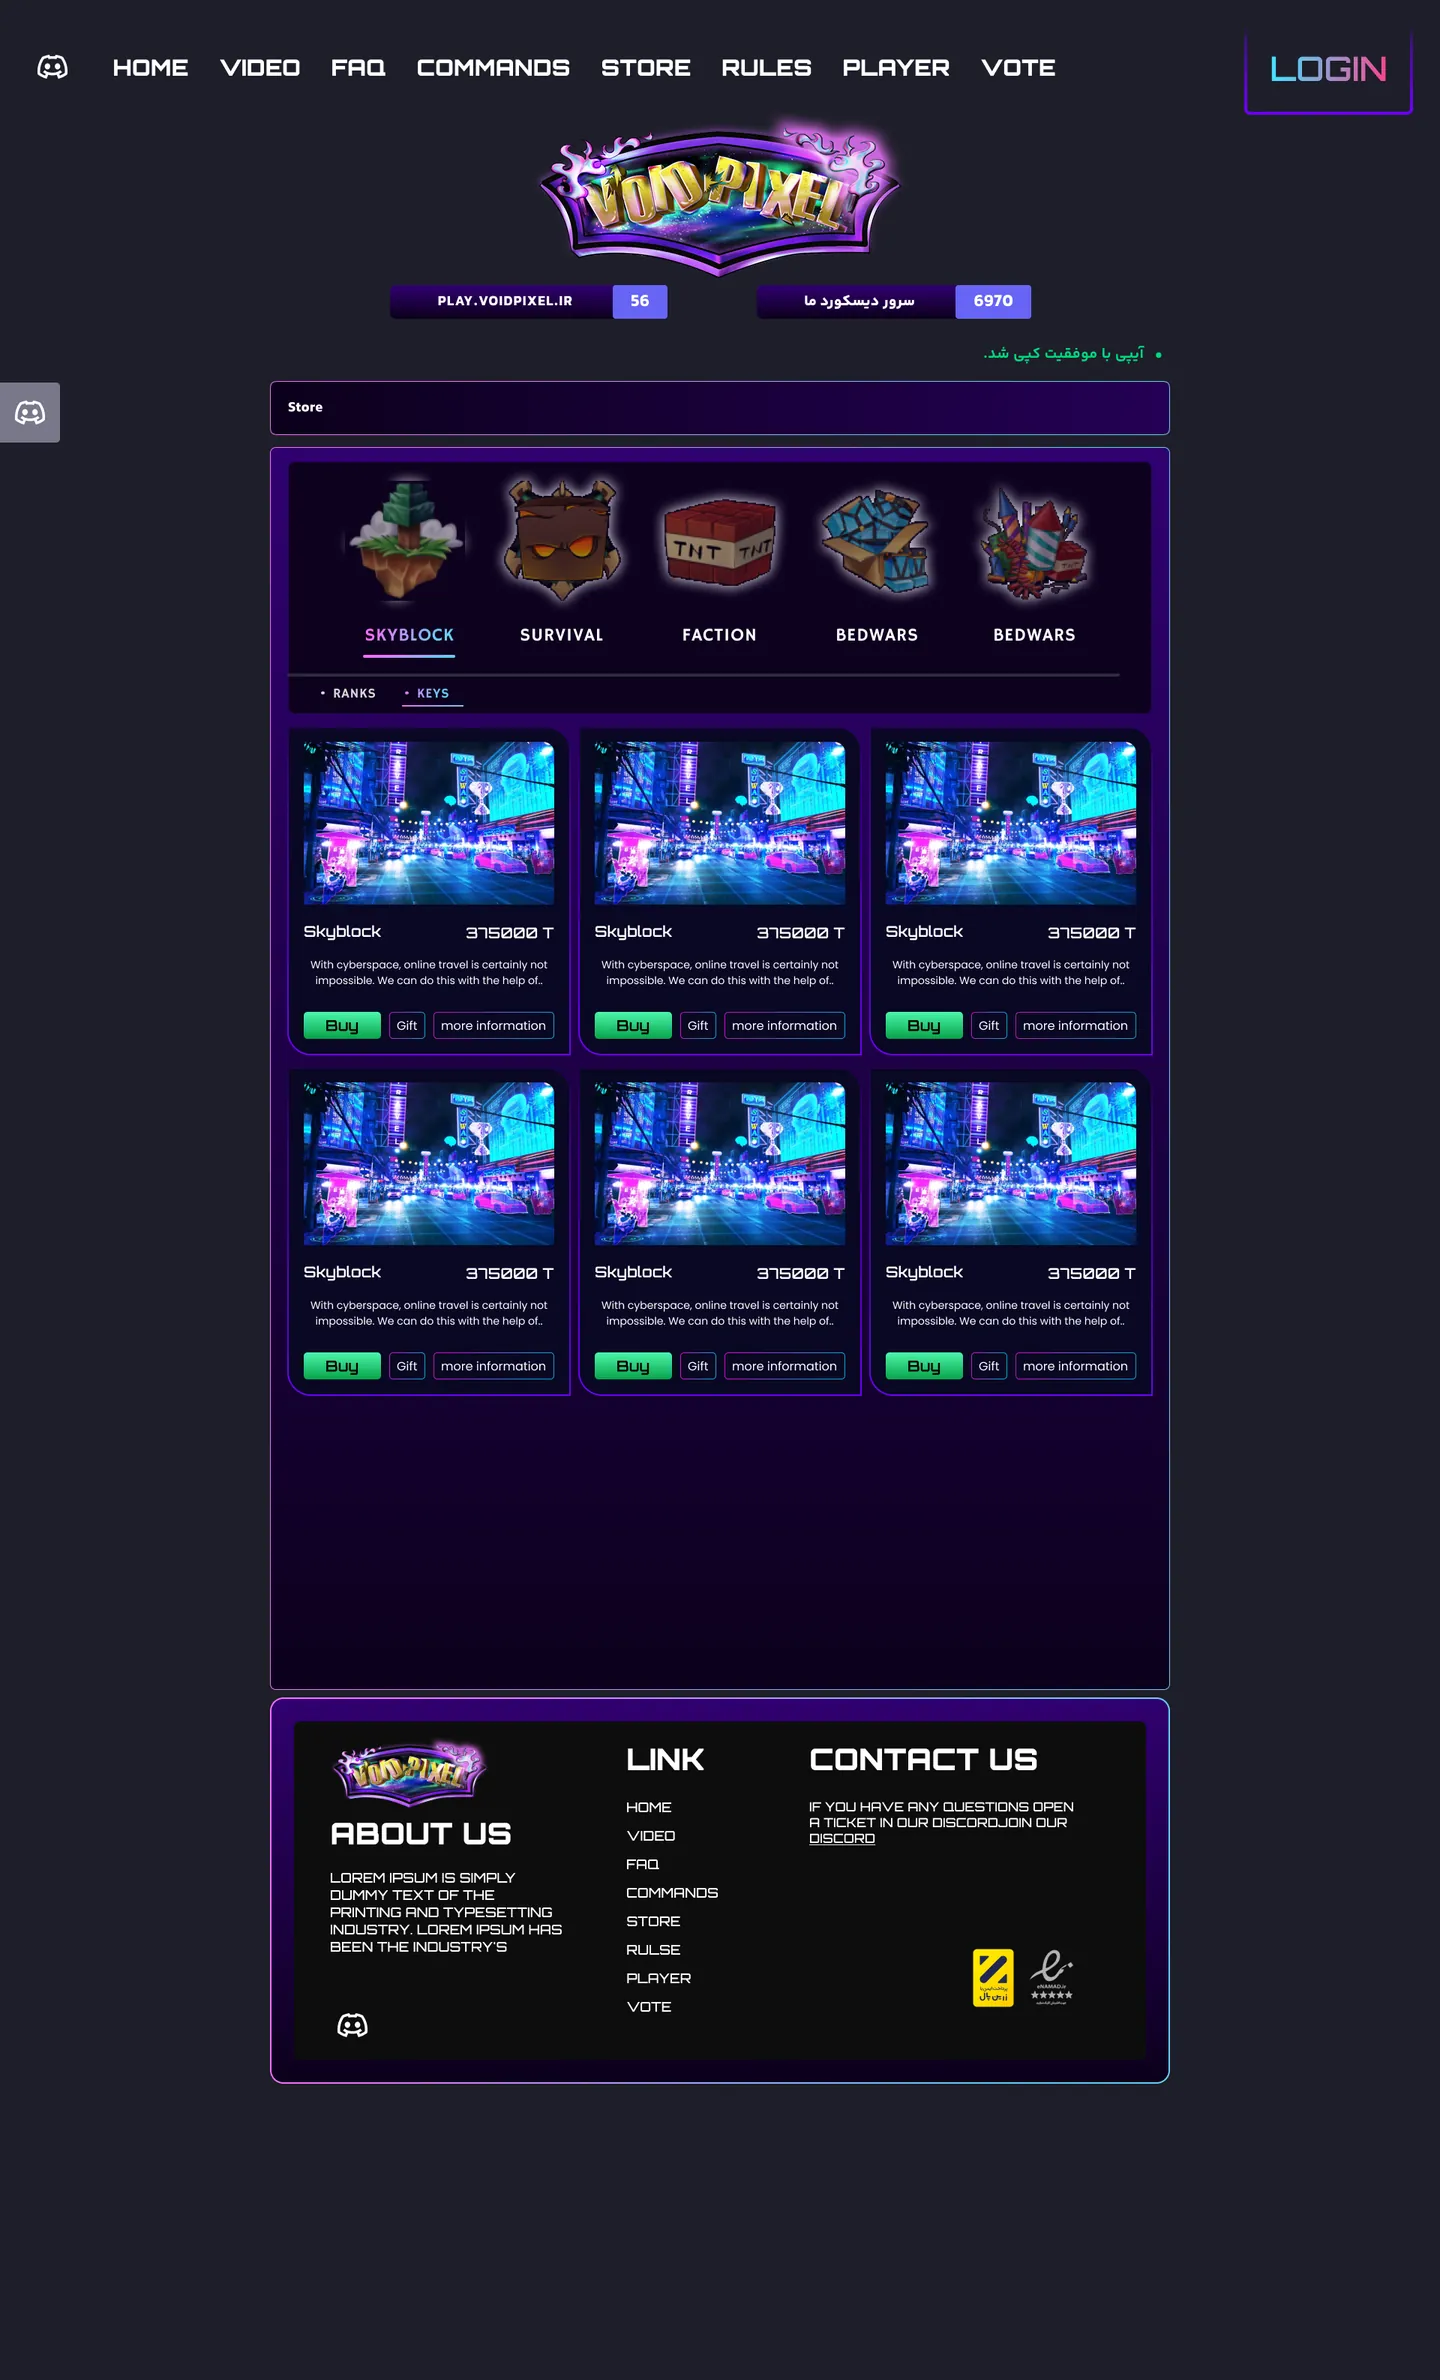 HOME VIDEO FAQ COMMANDS STORE RULES PLAYER VOTE
LOGIN
VOID PIXEL
PLAY.VOIDPIXEL.IR 56
سرور دیسکورد ما 6970
آیپی با موفقیت کپی شد.
Store
TNT TNT
SKYBLOCK SURVIVAL FACTION BEDWARS BEDWARS
• RANKS • KEYS
Skyblock 375000 T
With cyberspace, online travel is certainly not
impossible. We can do this with the help of..
Buy Gift more information
Skyblock 375000 T
With cyberspace, online travel is certainly not
impossible. We can do this with the help of..
Buy Gift more information
Skyblock 375000 T
With cyberspace, online travel is certainly not
impossible. We can do this with the help of..
Buy Gift more information
Skyblock 375000 T
With cyberspace, online travel is certainly not
impossible. We can do this with the help of..
Buy Gift more information
Skyblock 375000 T
With cyberspace, online travel is certainly not
impossible. We can do this with the help of..
Buy Gift more information
Skyblock 375000 T
With cyberspace, online travel is certainly not
impossible. We can do this with the help of..
Buy Gift more information
VOID PIXEL
ABOUT US
LOREM IPSUM IS SIMPLY
DUMMY TEXT OF THE
PRINTING AND TYPESETTING
INDUSTRY. LOREM IPSUM HAS
BEEN THE INDUSTRY'S
LINK
HOME
VIDEO
FAQ
COMMANDS
STORE
RULSE
PLAYER
VOTE
CONTACT US
IF YOU HAVE ANY QUESTIONS OPEN
A TICKET IN OUR DISCORDJOIN OUR
DISCORD
زرین پال
eNAMAD.ir